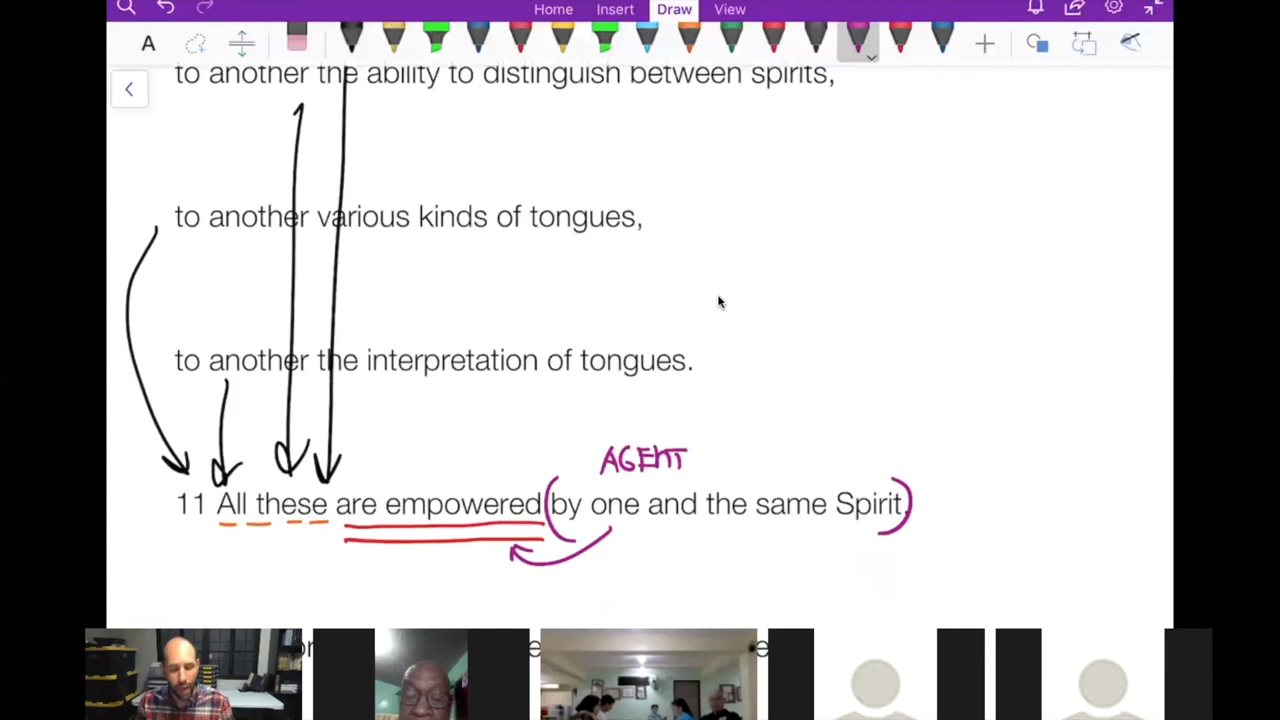 Home Insert Draw View
A
to another the ability to distinguish between spirits,
to another various kinds of tongues,
to another the interpretation of tongues.
AGENT
11 All these are empowered by one and the same Spirit,